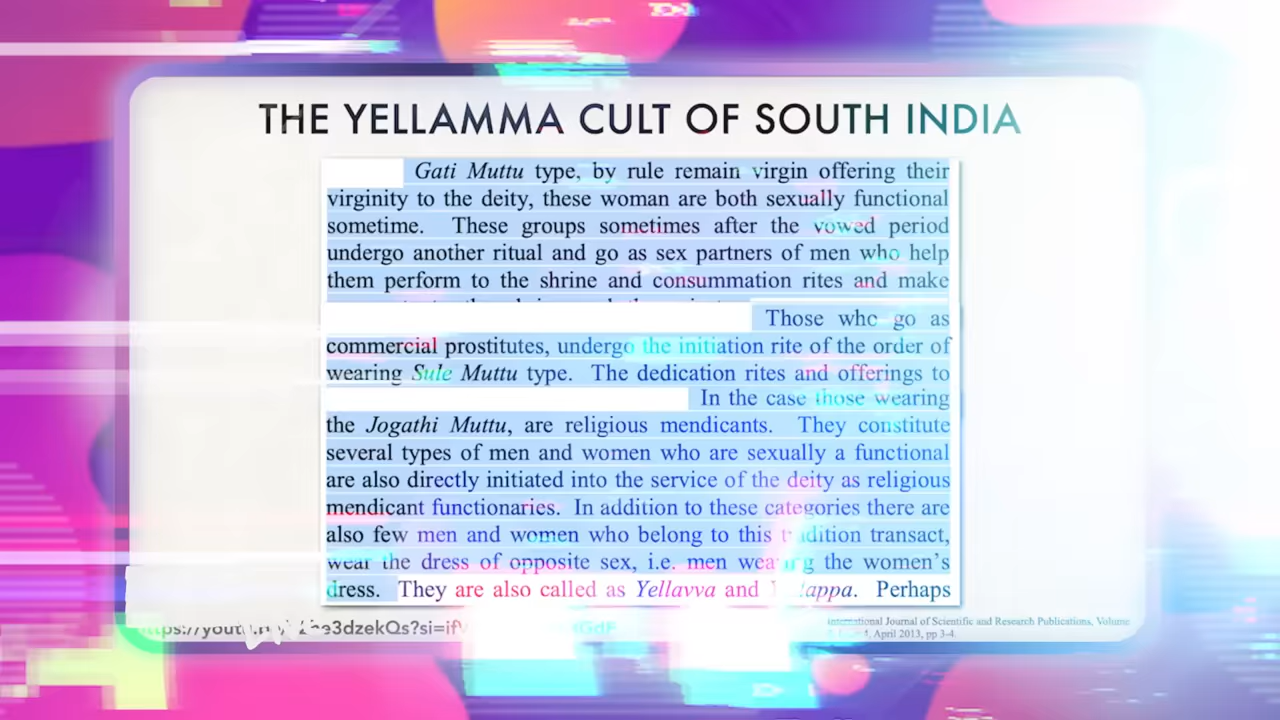 THE YELLAMMA CULT OF SOUTH INDIA
Gati Muttu type, by rule remain virgin offering their
virginity to the deity, these woman are both sexually functional
sometime. These groups sometimes after the vowed period
undergo another ritual and go as sex partners of men who help
them perform to the shrine and consummation rites and make
Those who go as
commercial prostitutes, undergo the initiation rite of the order of
wearing Sule Muttu type. The dedication rites and offerings to
In the case those wearing
the Jogathi Muttu, are religious mendicants. They constitute
several types of men and women who are sexually a functional
are also directly initiated into the service of the deity as religious
mendicant functionaries. In addition to these categories there are
also few men and women who belong to this transact,
wear the dress of opposite sex, i.e. men the women's
dress. They are also called as Yellavva and Perhaps
International Journal of Scientific and Research Publications, Volume
April 2013, pp 3-4.